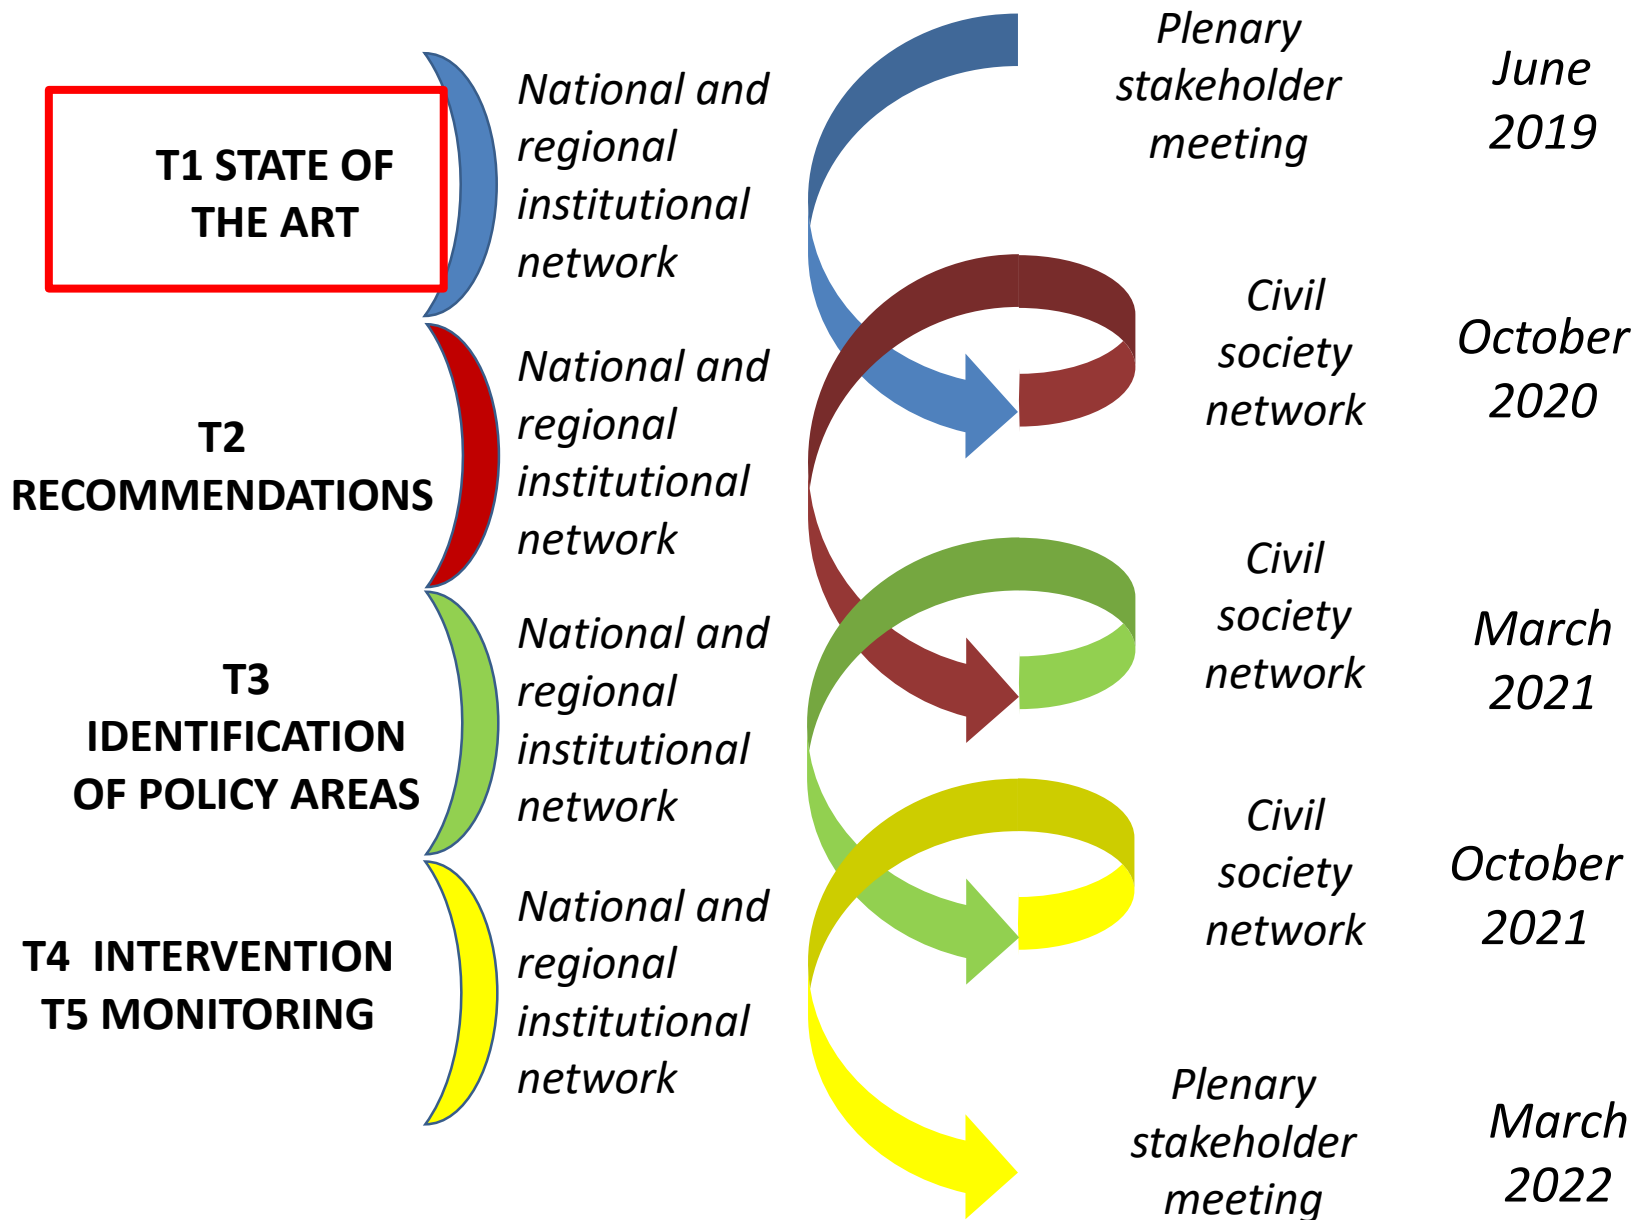 T1 STATE OF
THE ART
National and
regional
institutional
network
Plenary
stakeholder
meeting
June
2019
T2
RECOMMENDATIONS
National and
regional
institutional
network
Civil
society
network
October
2020
T3
IDENTIFICATION
OF POLICY AREAS
National and
regional
institutional
network
Civil
society
network
March
2021
T4  INTERVENTION
T5 MONITORING
National and
regional
institutional
network
Civil
society
network
October
2021
Plenary
stakeholder
meeting
March
2022